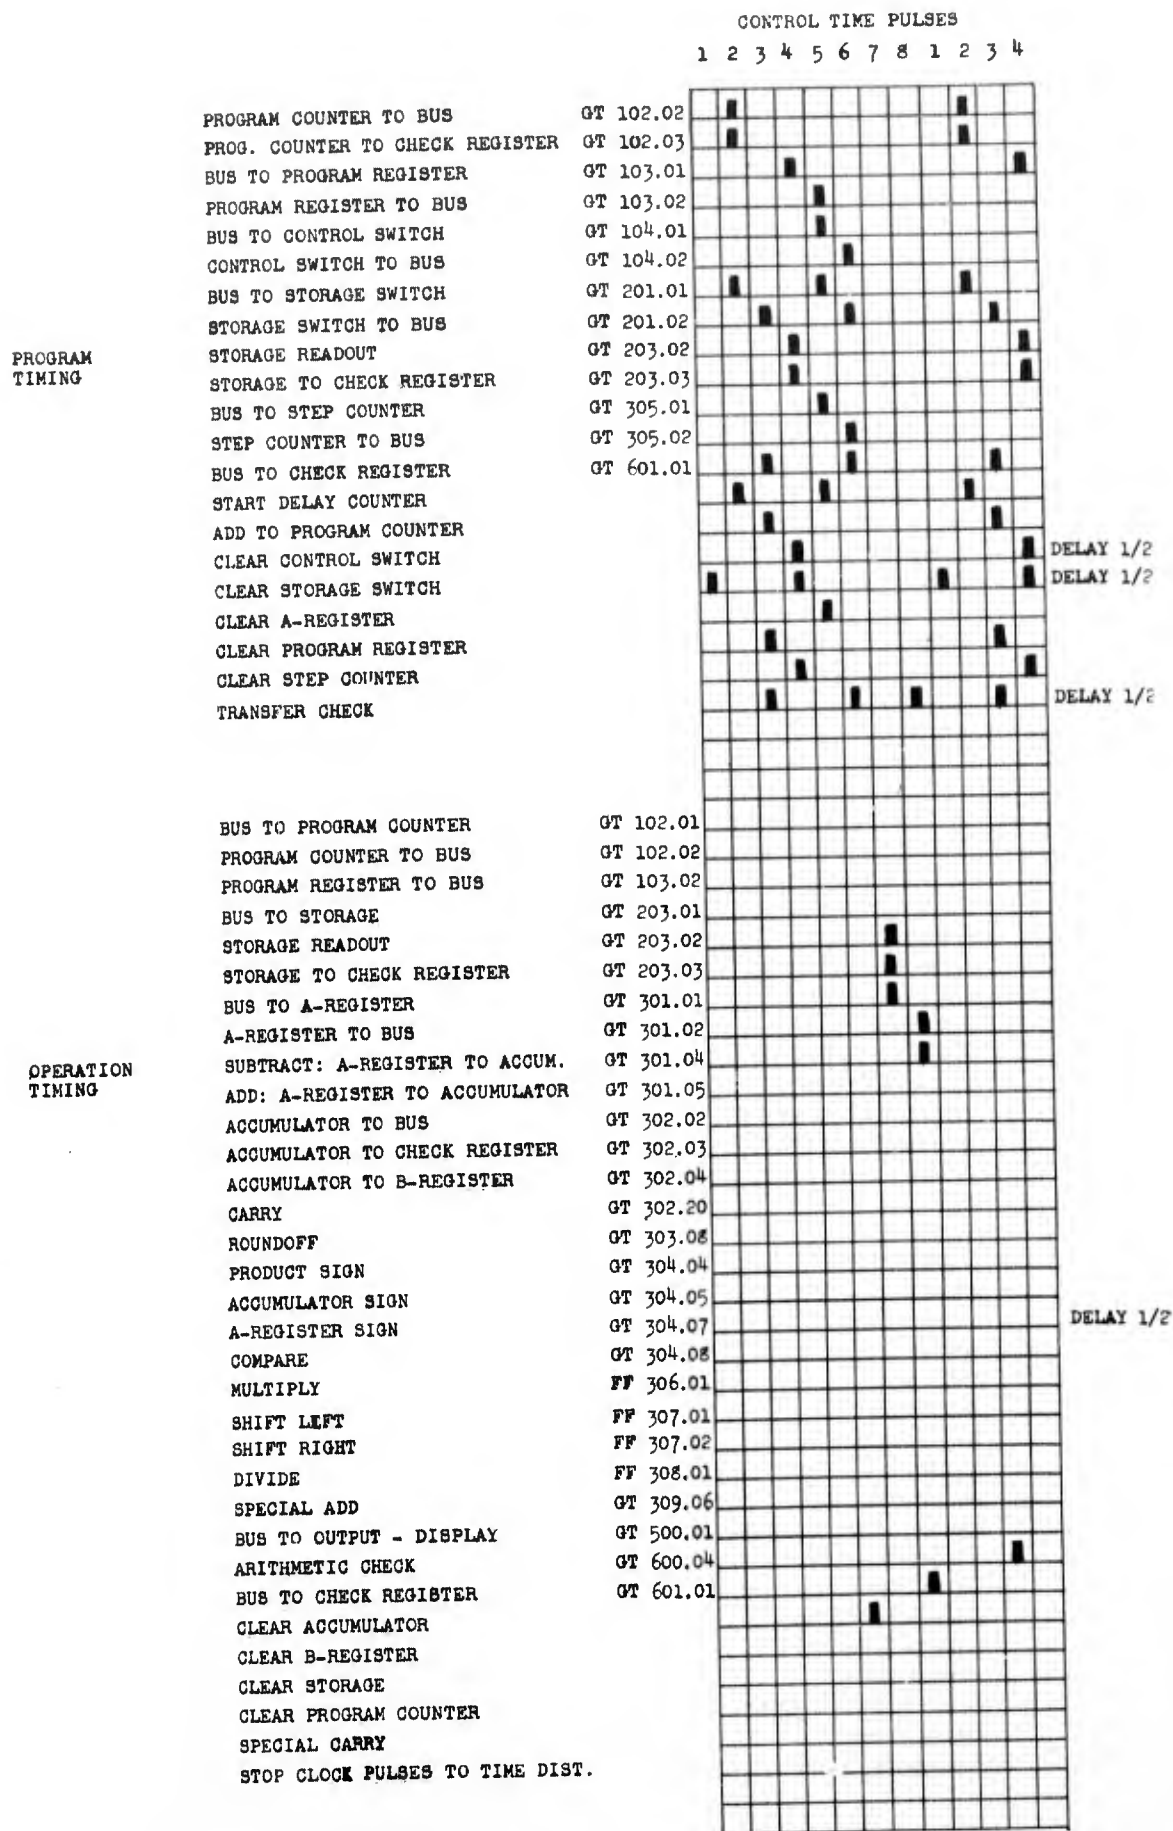 CONTROL TIME PULSES
1 2 3 4 5 6 7 8 1 2 3 4
PROGRAM COUNTER TO BUS GT 102.02
PROG. COUNTER TO CHECK REGISTER GT 102.03
BUS TO PROGRAM REGISTER GT 103.01
PROGRAM REGISTER TO BUS GT 103.02
BUS TO CONTROL SWITCH GT 104.01
CONTROL SWITCH TO BUS GT 104.02
BUS TO STORAGE SWITCH GT 201.01
STORAGE SWITCH TO BUS GT 201.02
PROGRAM TIMING
STORAGE READOUT GT 203.02
STORAGE TO CHECK REGISTER GT 203.03
BUS TO STEP COUNTER GT 305.01
STEP COUNTER TO BUS GT 305.02
BUS TO CHECK REGISTER GT 601.01
START DELAY COUNTER
ADD TO PROGRAM COUNTER
CLEAR CONTROL SWITCH DELAY 1/2
CLEAR STORAGE SWITCH DELAY 1/2
CLEAR A-REGISTER
CLEAR PROGRAM REGISTER
CLEAR STEP COUNTER
TRANSFER CHECK DELAY 1/2
BUS TO PROGRAM COUNTER GT 102.01
PROGRAM COUNTER TO BUS GT 102.02
PROGRAM REGISTER TO BUS GT 103.02
BUS TO STORAGE GT 203.01
STORAGE READOUT GT 203.02
STORAGE TO CHECK REGISTER GT 203.03
BUS TO A-REGISTER GT 301.01
A-REGISTER TO BUS GT 301.02
OPERATION TIMING
SUBTRACT: A-REGISTER TO ACCUM. GT 301.04
ADD: A-REGISTER TO ACCUMULATOR GT 301.05
ACCUMULATOR TO BUS GT 302.02
ACCUMULATOR TO CHECK REGISTER GT 302.03
ACCUMULATOR TO B-REGISTER GT 302.04
CARRY GT 302.20
ROUNDOFF GT 303.08
PRODUCT SIGN GT 304.04
ACCUMULATOR SIGN GT 304.05
A-REGISTER SIGN GT 304.07 DELAY 1/2
COMPARE GT 304.08
MULTIPLY FF 306.01
SHIFT LEFT FF 307.01
SHIFT RIGHT FF 307.02
DIVIDE FF 308.01
SPECIAL ADD GT 309.06
BUS TO OUTPUT - DISPLAY GT 500.01
ARITHMETIC CHECK GT 600.04
BUS TO CHECK REGISTER GT 601.01
CLEAR ACCUMULATOR
CLEAR B-REGISTER
CLEAR STORAGE
CLEAR PROGRAM COUNTER
SPECIAL CARRY
STOP CLOCK PULSES TO TIME DIST.